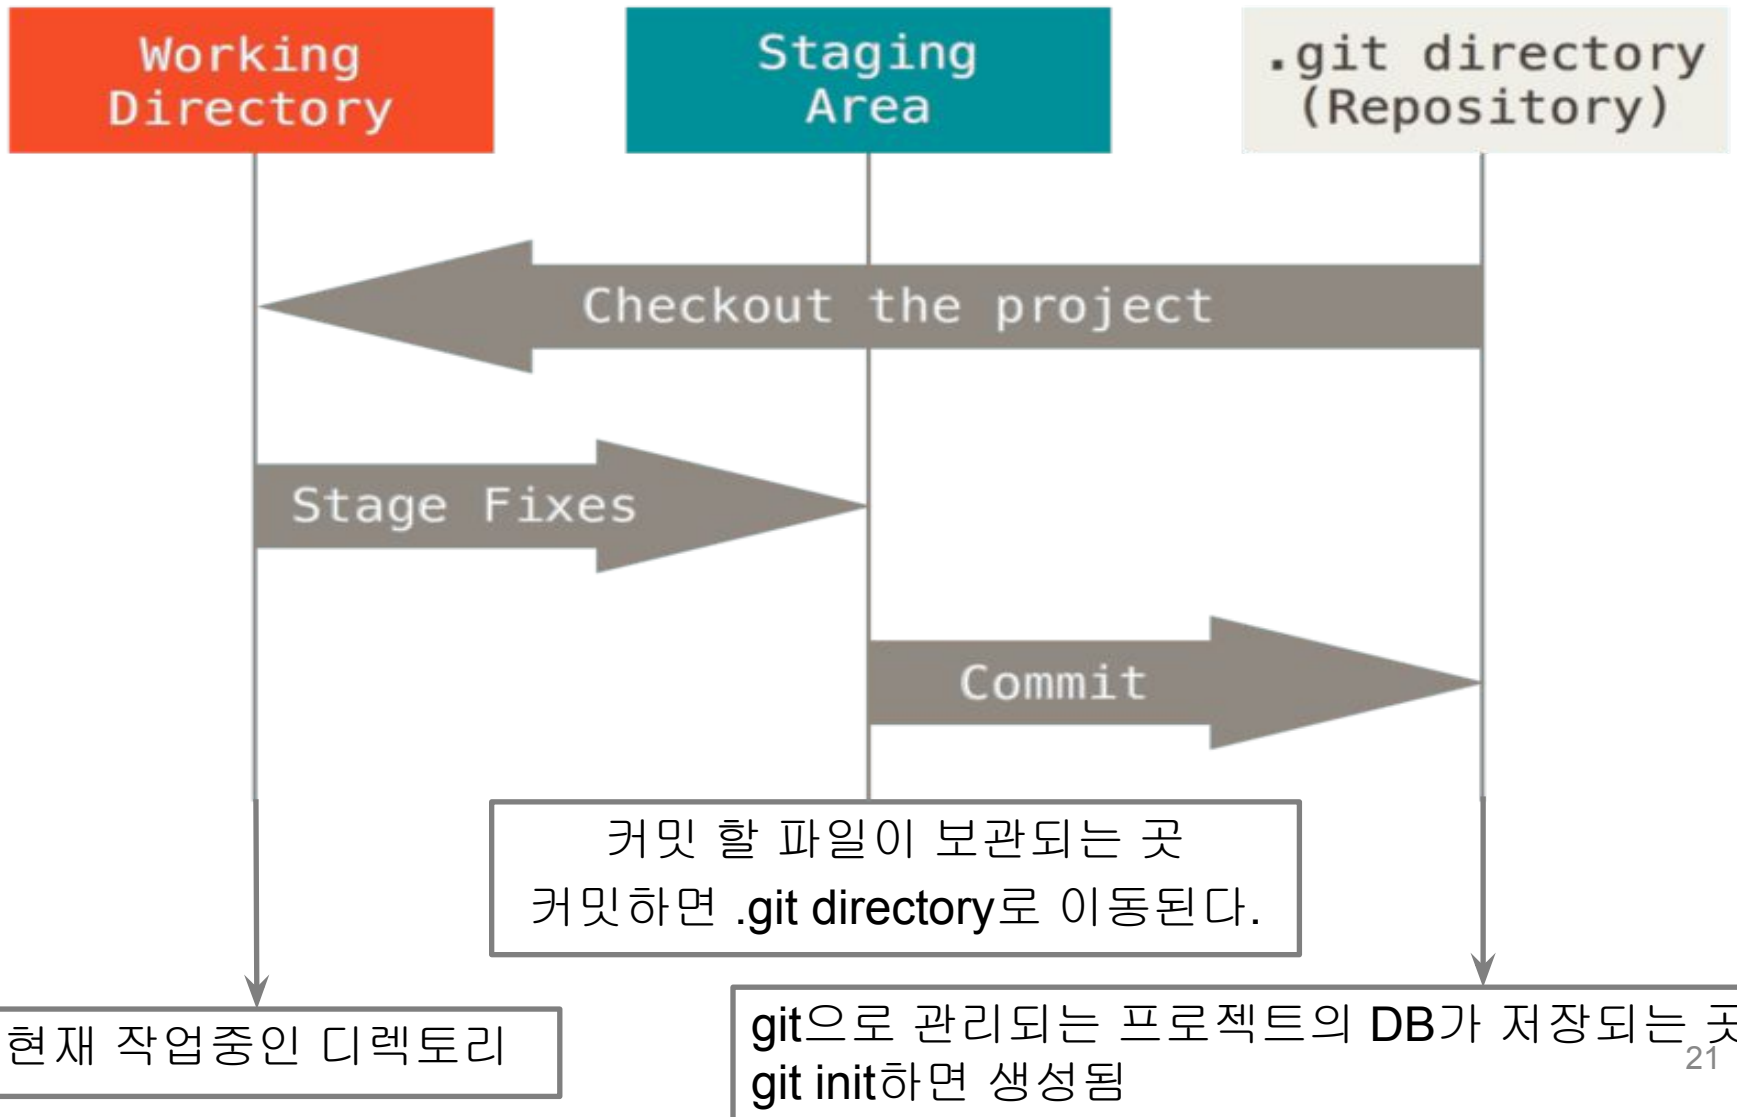 Working
Directory
Staging
Area
.git directory
(Repository)
Checkout the project
Stage Fixes
Commit
커밋 할 파일이 보관되는 곳
커밋하면 .git directory로 이동된다.
현재 작업중인 디렉토리
git으로 관리되는 프로젝트의 DB가 저장되는 곳
git init하면 생성됨
21